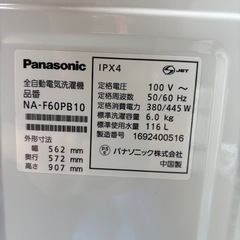 Panasonic
全自動電気洗濯機
品番
NA-F60PB10
外形寸法
幅 562 mm
奥行 572 mm
高さ 907 mm
IPX4
JET
定格電圧 100 V ~
定格周波数 50/60 Hz
定格消費電力 380/445 W
標準洗濯容量 6.0 kg
標準使用水量 116 L
製造番号 1692400516
PS E
パナソニック株式会社
中国製